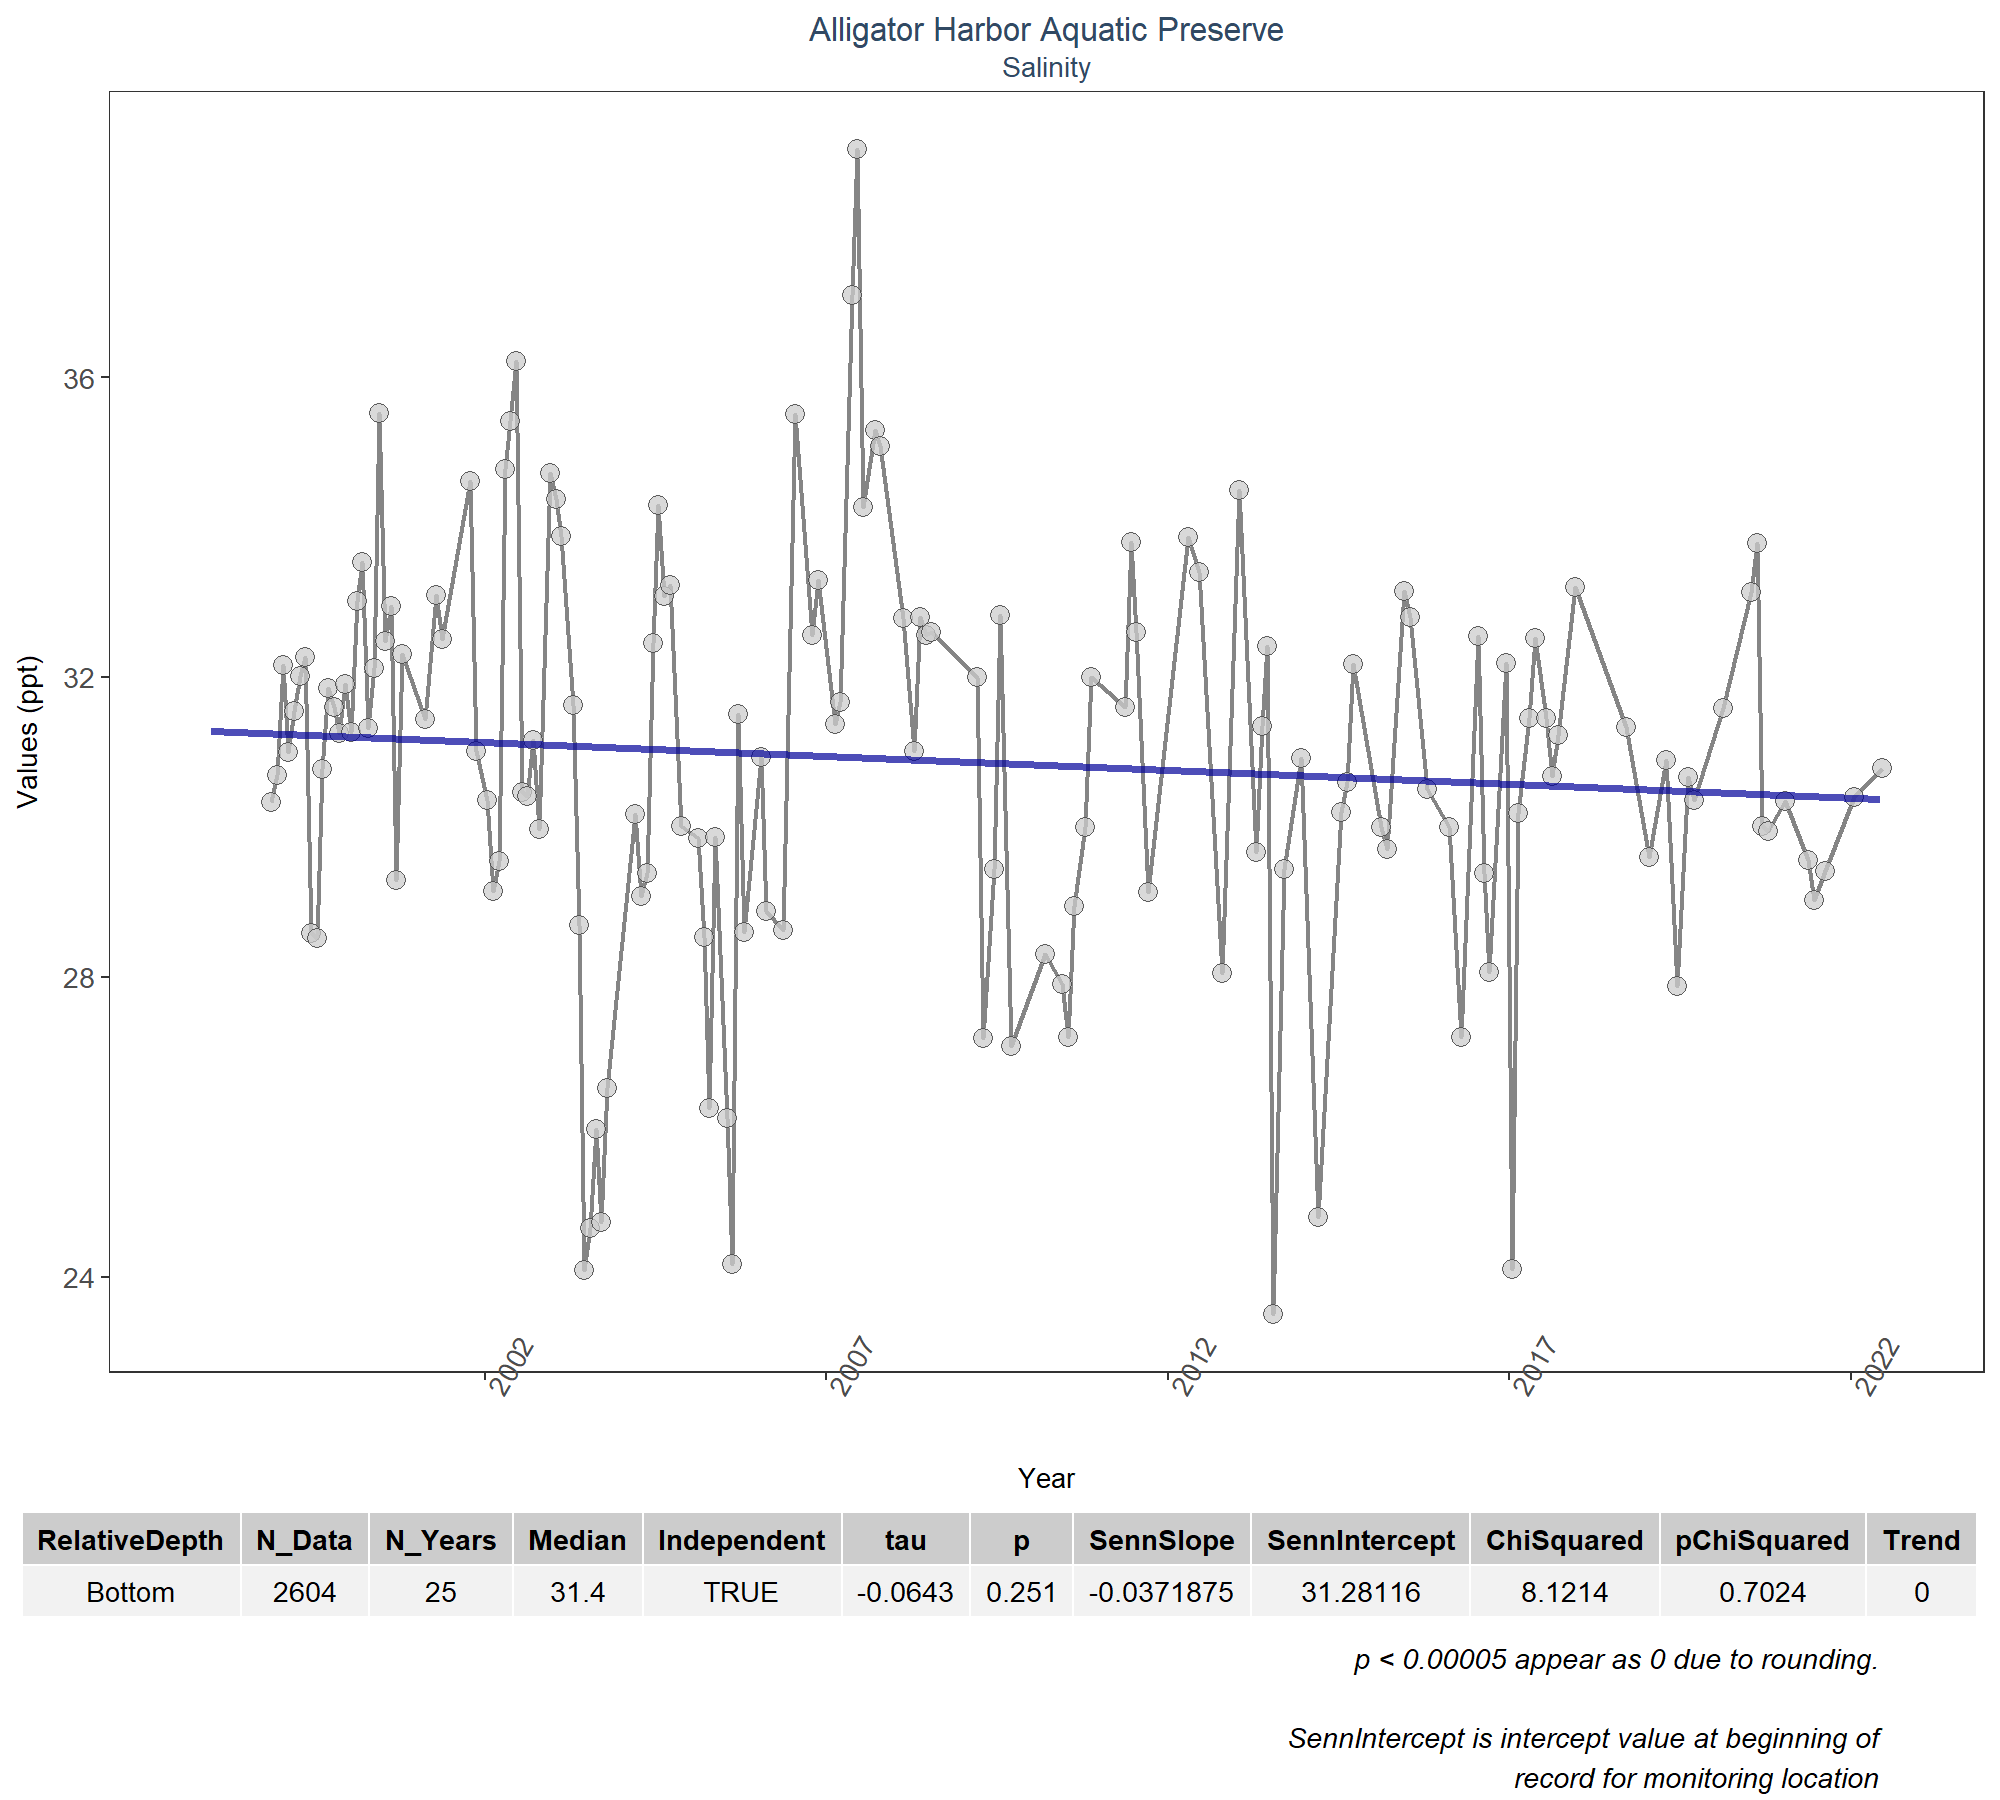 Alligator Harbor Aquatic Preserve
Salinity
Values (ppt)
36
32
28
24
2002 2007 2012 2017 2022
Year
RelativeDepth N_Data N_Years Median Independent tau p SennSlope SennIntercept ChiSquared pChiSquared Trend
Bottom 2604 25 31.4 TRUE -0.0643 0.251 -0.0371875 31.28116 8.1214 0.7024 0
p < 0.00005 appear as 0 due to rounding.
SennIntercept is intercept value at beginning of
record for monitoring location